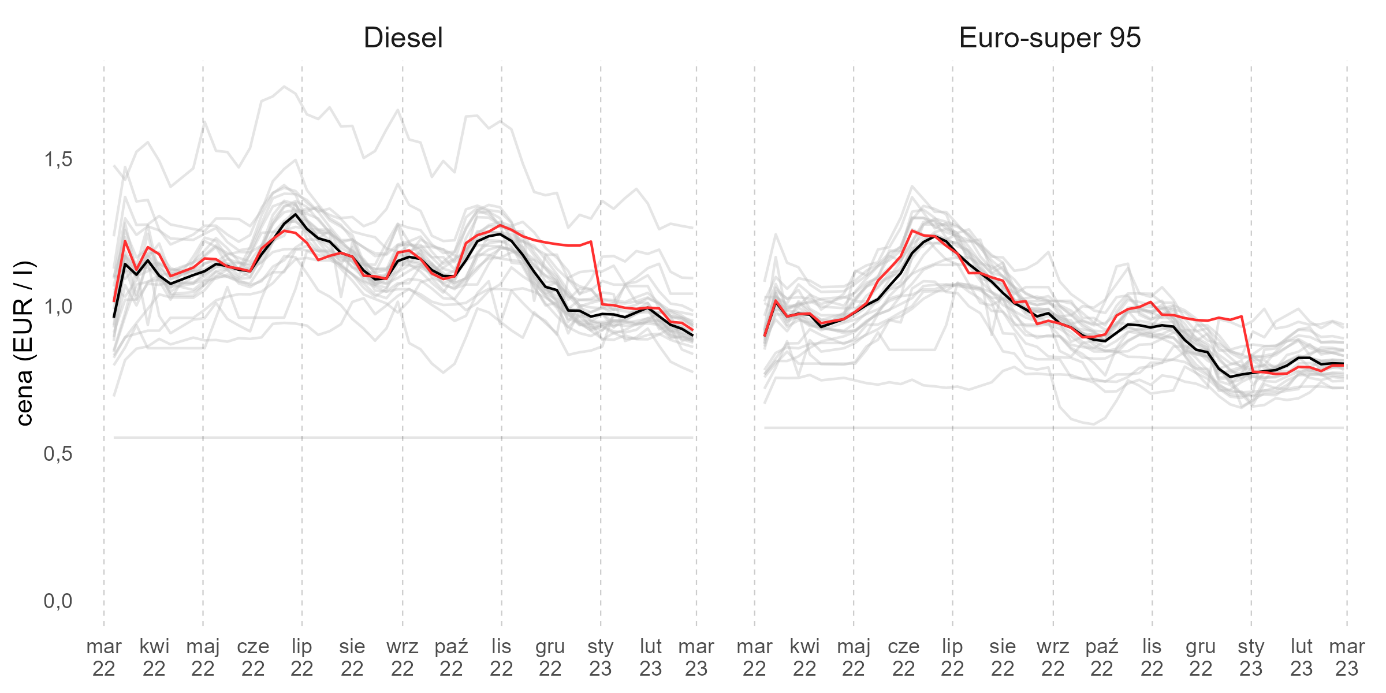 Diesel
Euro-super 95
cena (EUR / l)
1,5
1,0
0,5
0,0
mar kwi maj cze lip sie wrz paź lis gru sty lut mar
22 22 22 22 22 22 22 22 22 22 23 23 23
mar kwi maj cze lip sie wrz paź lis gru sty lut mar
22 22 22 22 22 22 22 22 22 22 23 23 23